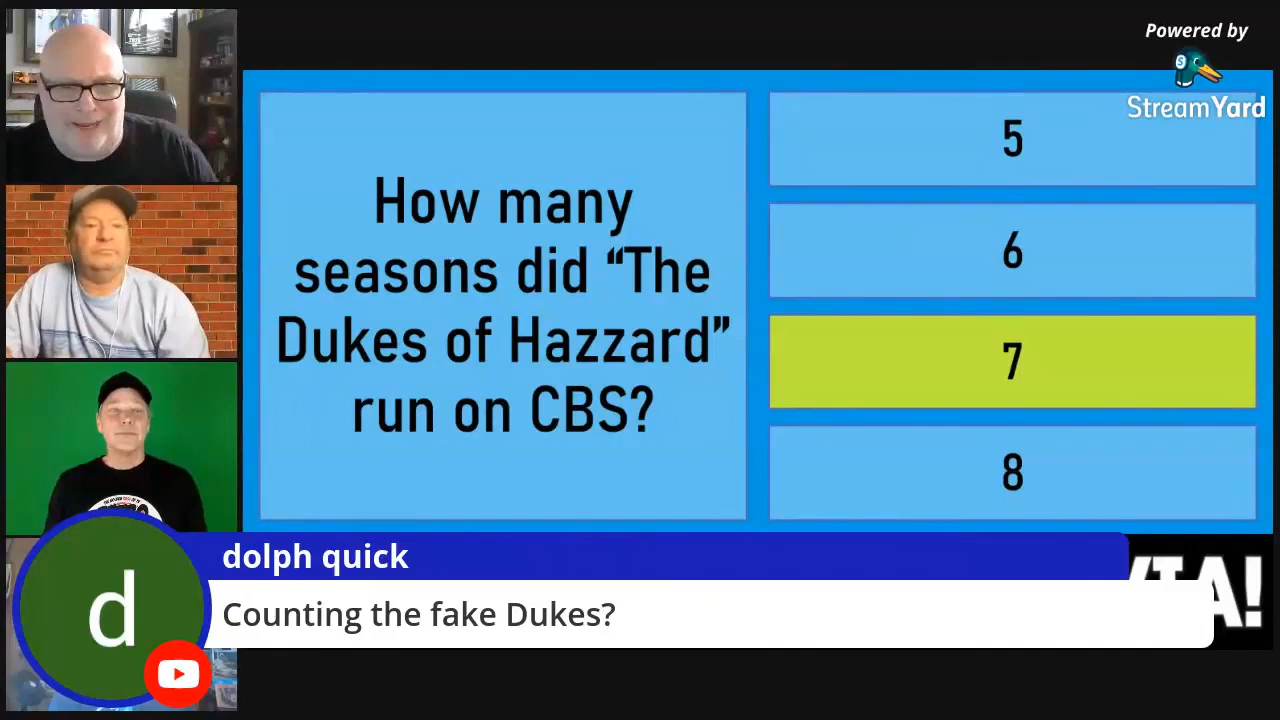 Powered by
StreamYard
How many
seasons did “The
Dukes of Hazzard”
run on CBS?
5
6
7
8
d
dolph quick
Counting the fake Dukes?